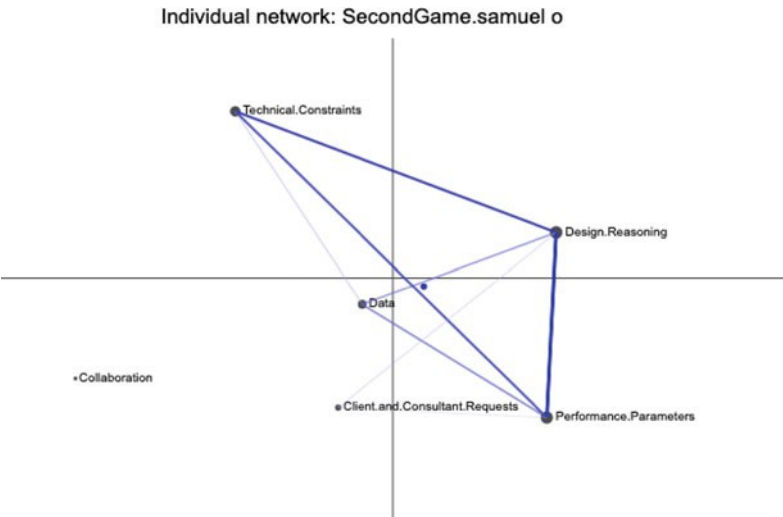 Individual network: SecondGame.samuel o
Technical.Constraints
Design.Reasoning
Data
Collaboration
Client.and.Consultant.Requests
Performance.Parameters